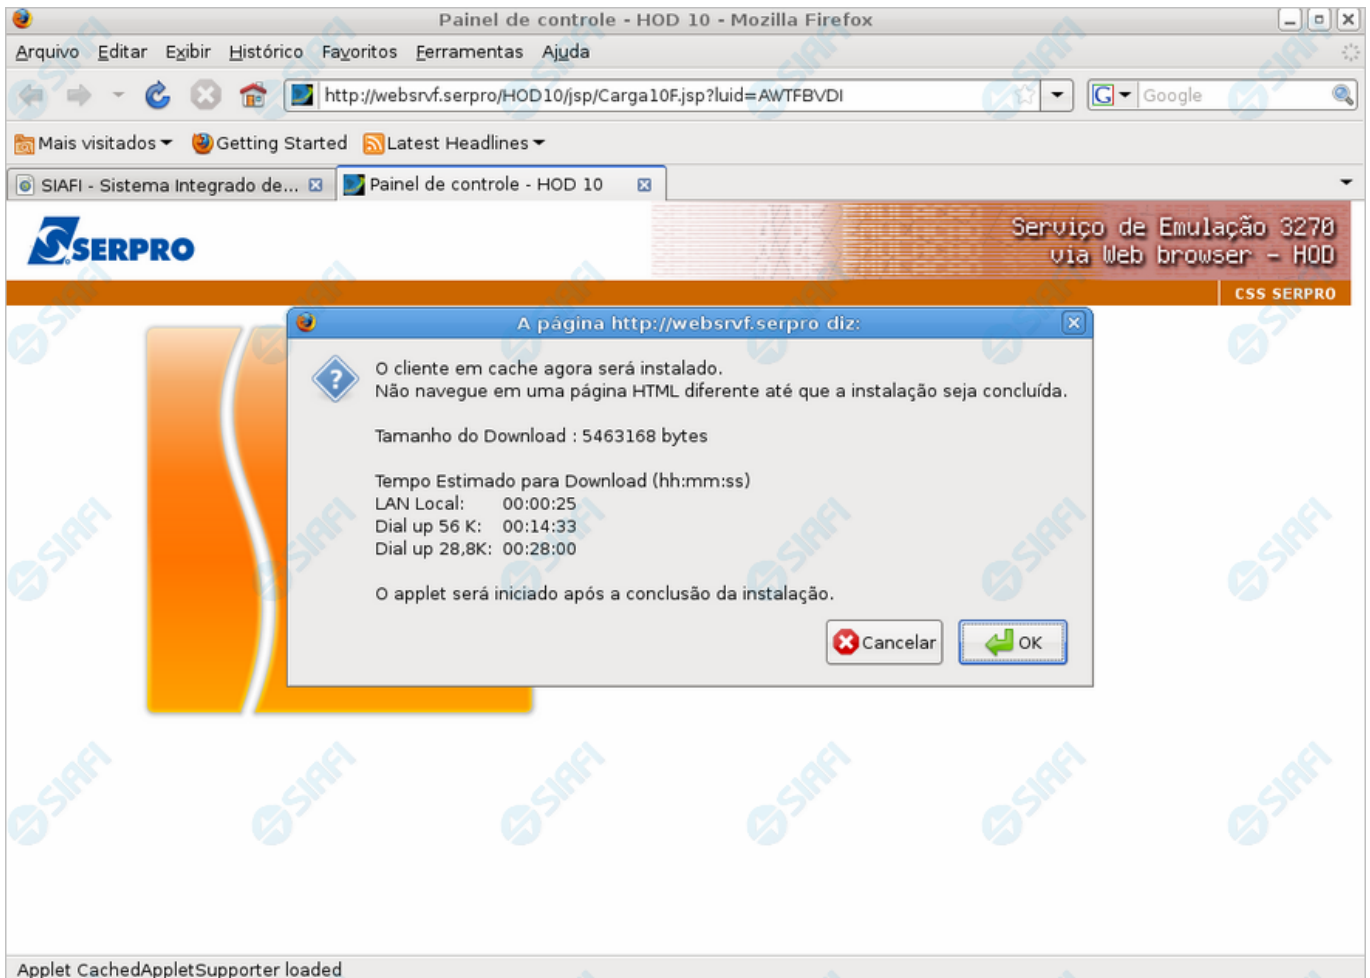 Painel de controle - HOD 10 - Mozilla Firefox
Arquivo Editar Exibir Histórico Favoritos Ferramentas Ajuda
http://websrvf.serpro/HOD10/jsp/Carga10F.jsp?luid=AWTFBVDI
G Google
Mais visitados Getting Started Latest Headlines
SIAFI - Sistema Integrado de... Painel de controle - HOD 10
SERPRO
Serviço de Emulação 3270
via Web browser - HOD
CSS SERPRO
A página http://websrvf.serpro diz:
O cliente em cache agora será instalado.
Não navegue em uma página HTML diferente até que a instalação seja concluída.
Tamanho do Download : 5463168 bytes
Tempo Estimado para Download (hh:mm:ss)
LAN Local: 00:00:25
Dial up 56 K: 00:14:33
Dial up 28,8K: 00:28:00
O applet será iniciado após a conclusão da instalação.
Cancelar OK
SIAFI SIAFI SIAFI SIAFI SIAFI SIAFI
Applet CachedAppletSupporter loaded